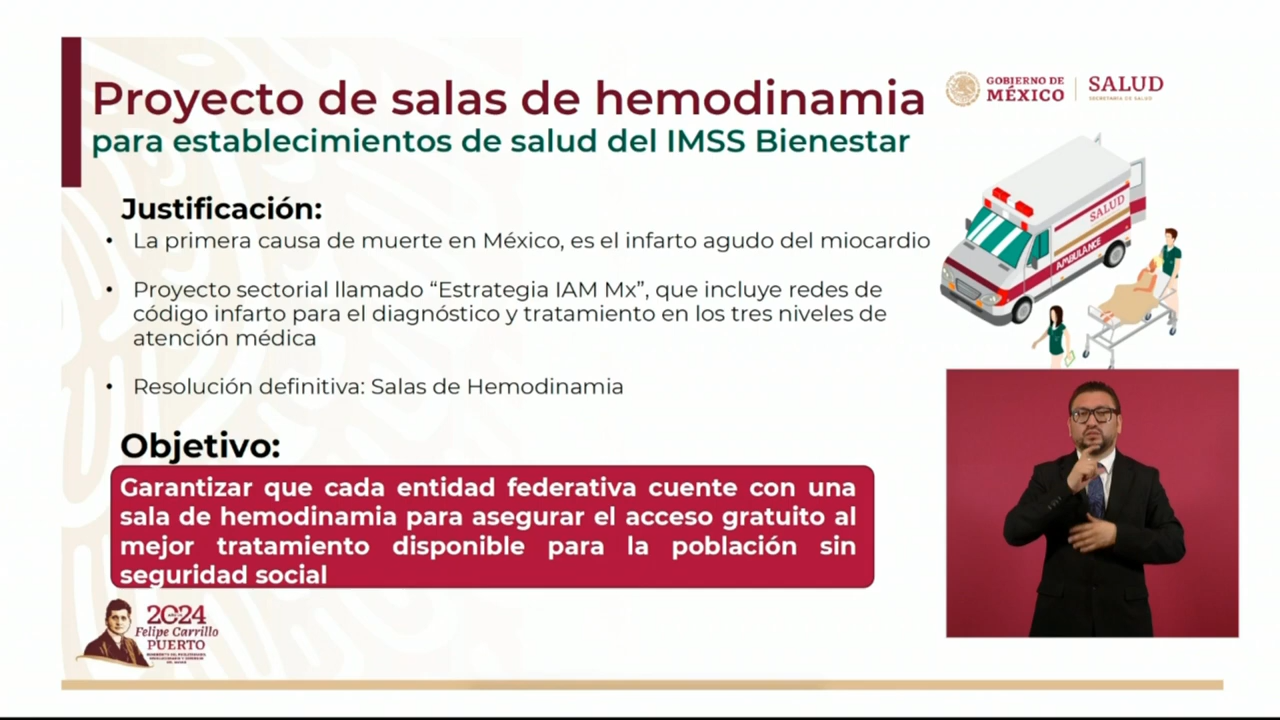 Proyecto de salas de hemodinamia
para establecimientos de salud del IMSS Bienestar
GOBIERNO DE
MÉXICO
SALUD
SECRETARÍA DE SALUD
Justificación:
• La primera causa de muerte en México, es el infarto agudo del miocardio
• Proyecto sectorial llamado “Estrategia IAM Mx”, que incluye redes de
código infarto para el diagnóstico y tratamiento en los tres niveles de
atención médica
• Resolución definitiva: Salas de Hemodinamia
SALUD
AMBULANCE
Objetivo:
Garantizar que cada entidad federativa cuente con una
sala de hemodinamia para asegurar el acceso gratuito al
mejor tratamiento disponible para la población sin
seguridad social
2024
Felipe Carrillo
PUERTO